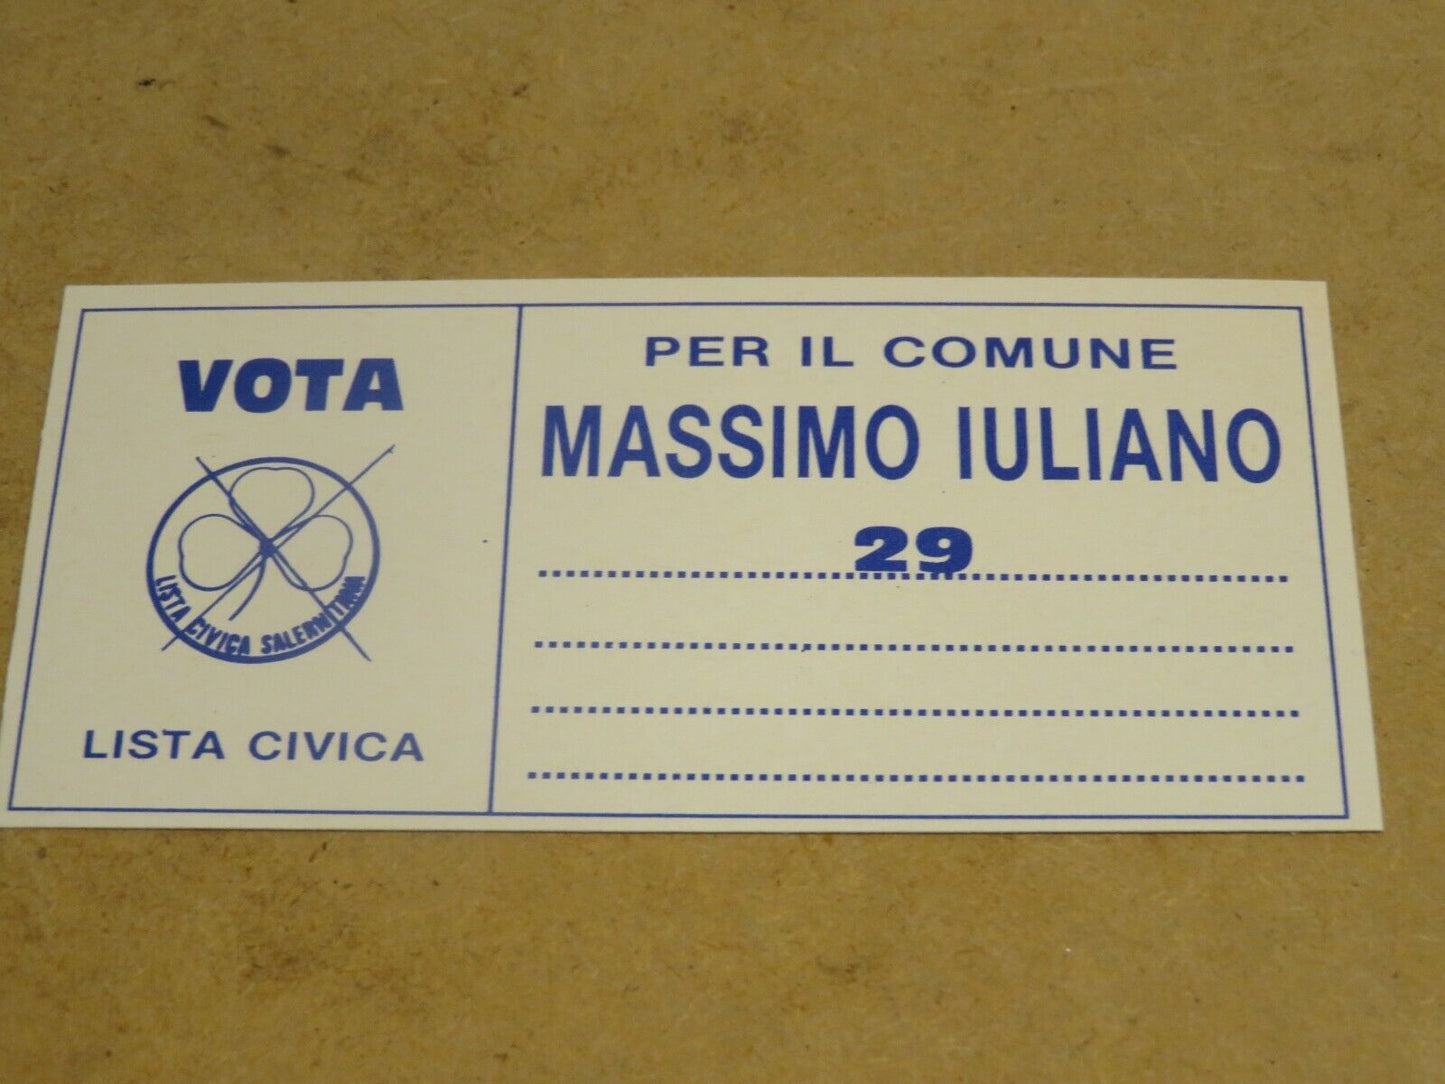 VOTA
LISTA CIVICA SALERNITANA
LISTA CIVICA
PER IL COMUNE
MASSIMO IULIANO
29